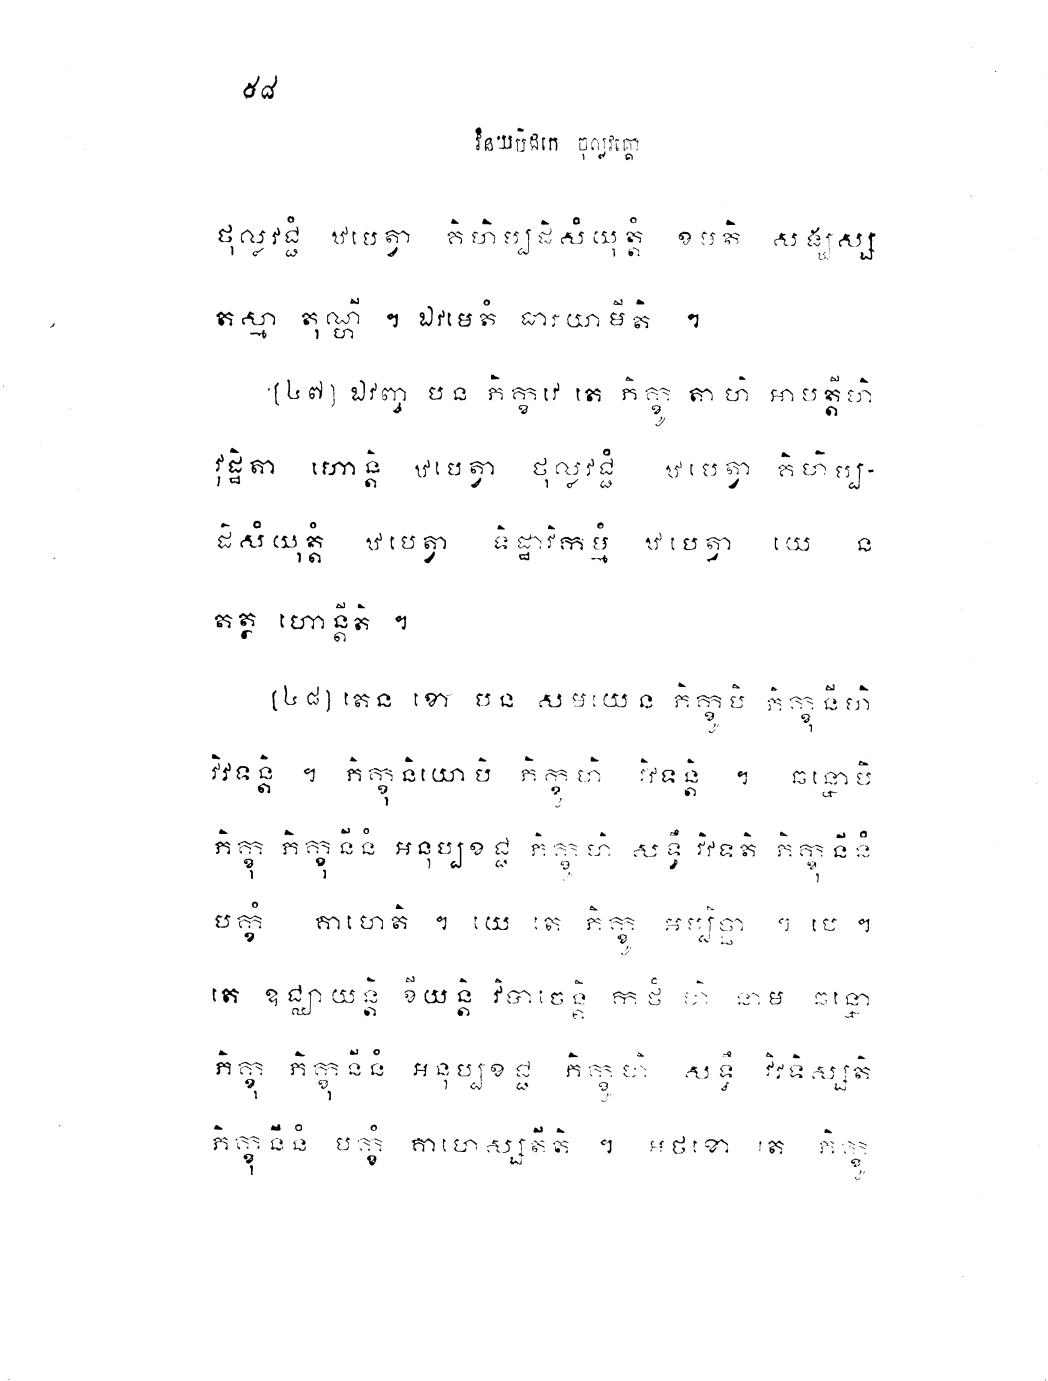 ៥៨
វិនយបិដកេ ចុល្លវគ្គោ
ថុល្លវជ្ជំ ឋបេត្វា គិហិប្បដិសំយុត្តំ ខមតិ សង្ឃស្ស
តស្មា តុណ្ហី ។ ឯវមេតំ ធារយាមីតិ ។
[៤៧] ឯវញ្ច បន ភិក្ខវេ តេ ភិក្ខូ តាហិ អាបត្តីហិ
វុដ្ឋិតា ហោន្តិ ឋបេត្វា ថុល្លវជ្ជំ ឋបេត្វា គិហិប្ប-
ដិសំយុត្តំ ឋបេត្វា ទិដ្ឋាវិកម្មំ ឋបេត្វា យេ ន
តត្ថ ហោន្តីតិ ។
[៤៨] តេន ខោ បន សមយេន ភិក្ខូបិ ភិក្ខុនីហិ
វិវទន្តិ ។ ភិក្ខុនិយោបិ ភិក្ខូហិ វិវទន្តិ ។ ឆន្នោបិ
ភិក្ខុ ភិក្ខុនីនំ អនុប្បខជ្ជ ភិក្ខូហិ សទ្ធឹ វិវទតិ ភិក្ខុនីនំ
បក្ខំ គាហេតិ ។ យេ តេ ភិក្ខូ អប្បិច្ឆា ។ បេ ។
តេ ឧជ្ឈាយន្តិ ខីយន្តិ វិបាចេន្តិ កថំ ហិ នាម ឆន្នោ
ភិក្ខុ ភិក្ខុនីនំ អនុប្បខជ្ជ ភិក្ខូហិ សទ្ធឹ វិវទិស្សតិ
ភិក្ខុនីនំ បក្ខំ គាហេស្សតីតិ ។ អថខោ តេ ភិក្ខូ